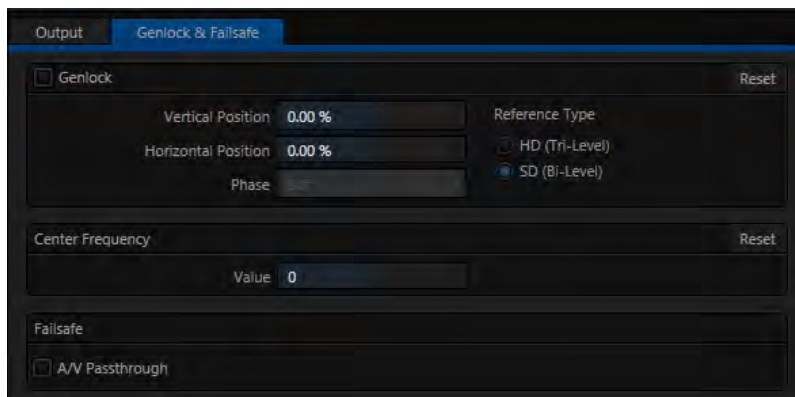 Output Genlock & Failsafe
Genlock Reset
Vertical Position 0.00 % Reference Type
Horizontal Position 0.00 % HD (Tri-Level)
SD (Bi-Level)
Phase
Center Frequency Reset
Value 0
Failsafe
A/V Passthrough